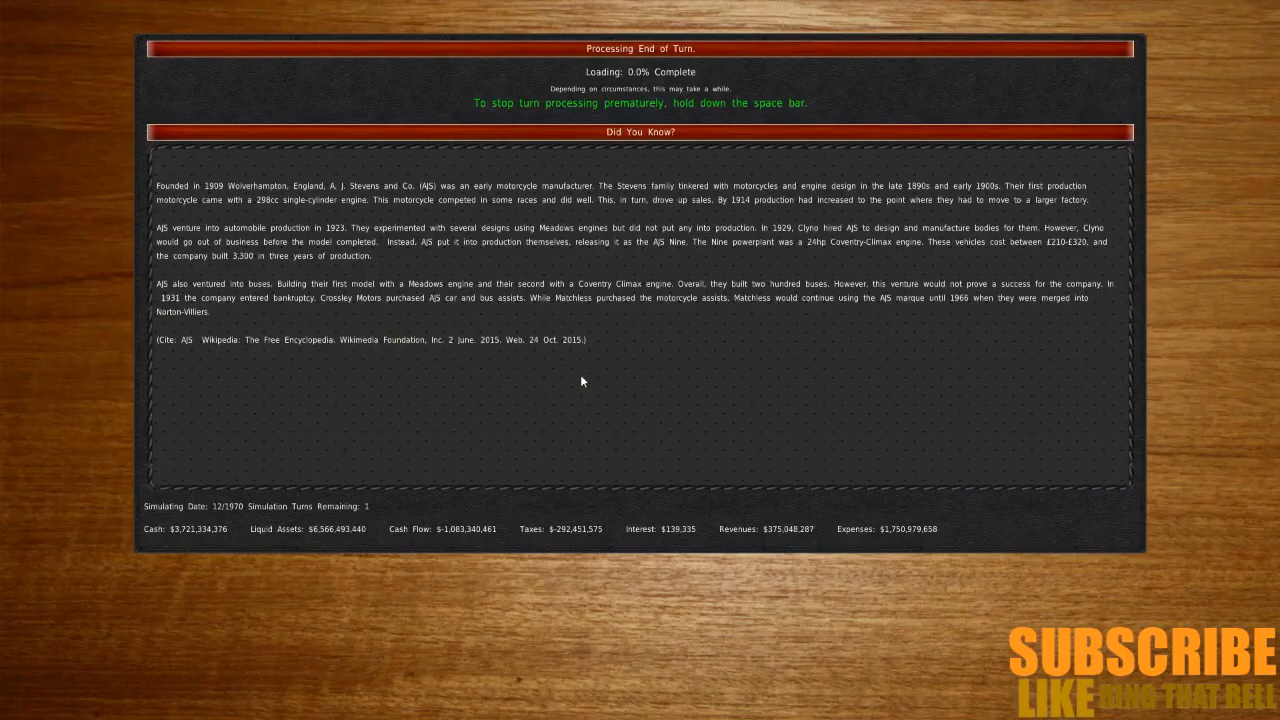 Processing End of Turn.
Loading: 0.0% Complete
Depending on circumstances, this may take a while.
To stop turn processing prematurely, hold down the space bar.
Did You Know?
Founded in 1909 Wolverhampton, England, A. J. Stevens and Co. (AJS) was an early motorcycle manufacturer. The Stevens family tinkered with motorcycles and engine design in the late 1890s and early 1900s. Their first production
motorcycle came with a 298cc single-cylinder engine. This motorcycle competed in some races and did well. This, in turn, drove up sales. By 1914 production had increased to the point where they had to move to a larger factory.
AJS venture into automobile production in 1923. They experimented with several designs using Meadows engines but did not put any into production. In 1929, Clyno hired AJS to design and manufacture bodies for them. However, Clyno
would go out of business before the model completed. Instead, AJS put it into production themselves, releasing it as the AJS Nine. The Nine powerplant was a 24hp Coventry-Climax engine. These vehicles cost between £210-£320, and
the company built 3,300 in three years of production.
AJS also ventured into buses. Building their first model with a Meadows engine and their second with a Coventry Climax engine. Overall, they built two hundred buses. However, this venture would not prove a success for the company. In
1931 the company entered bankruptcy. Crossley Motors purchased AJS car and bus assists. While Matchless purchased the motorcycle assists. Matchless would continue using the AJS marque until 1966 when they were merged into
Norton-Villiers.
(Cite: AJS Wikipedia: The Free Encyclopedia. Wikimedia Foundation, Inc. 2 June. 2015. Web. 24 Oct. 2015.)
Simulating Date: 12/1970 Simulation Turns Remaining: 1
Cash: $3,721,334,376 Liquid Assets: $6,566,493,440 Cash Flow: $-1,083,340,461 Taxes: $-292,451,575 Interest: $139,335 Revenues: $375,048,287 Expenses: $1,750,979,658
SUBSCRIBE
LIKE RING THAT BELL